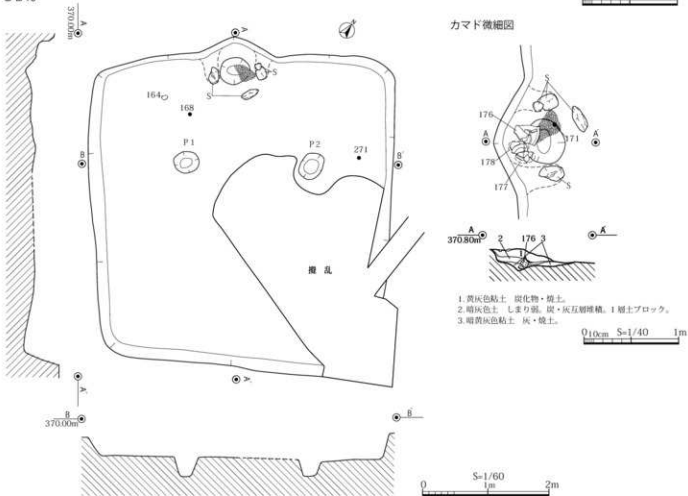 370.00m
A
A'
カマド微細図
164
168
S
S
P 1
P 2
271
B
B'
撹 乱
S
176
171
A
A'
178
177
S
A
A'
370.80m
2
176
3
1
1. 黄灰色粘土 炭化物・焼土。
2. 暗灰色土 しまり弱。炭・灰互層堆積。1 層土ブロック。
3. 暗黄灰色粘土 灰・焼土。
0
10cm
S=1/40
1m
A
A'
B
B'
370.00m
S=1/60
0
1m
2m